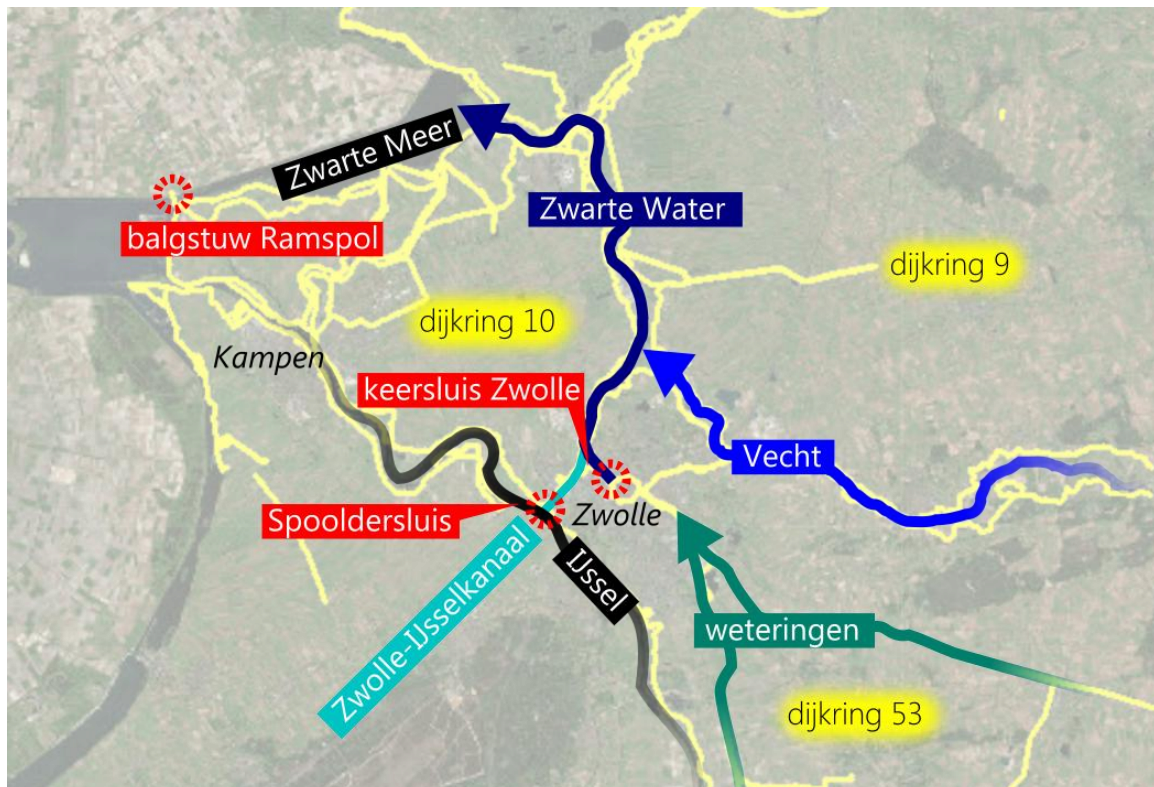 Zwarte Meer
Zwarte Water
balgstuw Ramspol
dijkring 9
dijkring 10
Kampen
keersluis Zwolle
Vecht
Spooldersluis
Zwolle
Zwolle-IJsselkanaal
IJssel
weteringen
dijkring 53